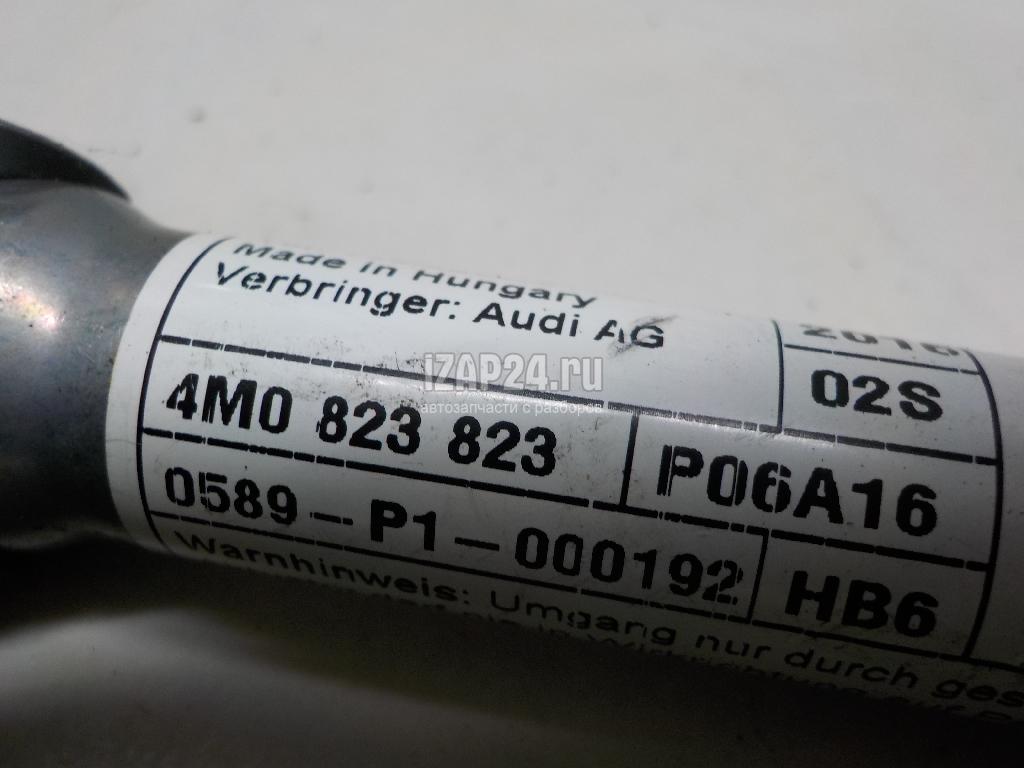 Made in Hungary
Verbringer: Audi AG
02S
4M0 823 823
P06A16
0589-P1-000192
HB6
Warnhinweis: Umgang nur durch
iZAP24.ru
автозапчасти с разборов